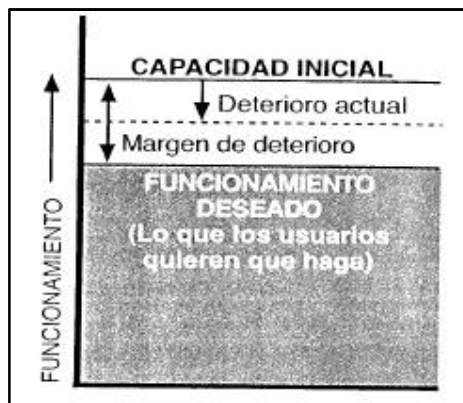 CAPACIDAD INICIAL
Deterioro actual
Margen de deterioro
FUNCIONAMIENTO
DESEADO
(Lo que los usuarios
quieren que haga)
FUNCIONAMIENTO